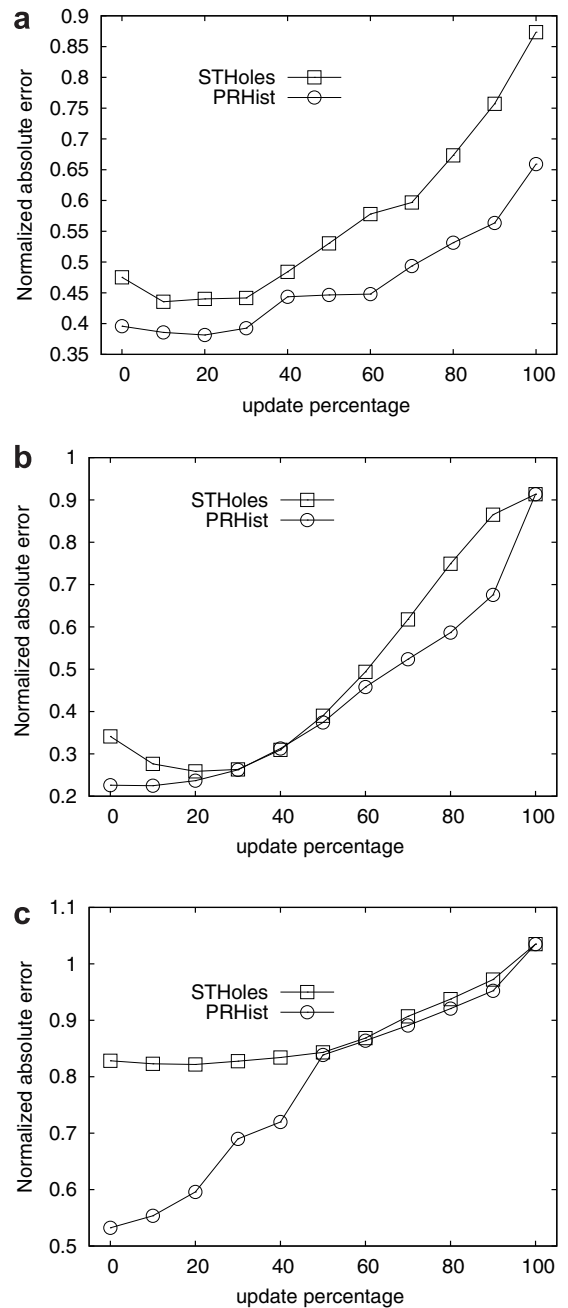 a
0.9
0.85
0.8
0.75
0.7
0.65
0.6
0.55
0.5
0.45
0.4
0.35
Normalized absolute error
STHoles
PRHist
0 20 40 60 80 100
update percentage
b
1
0.9
0.8
0.7
0.6
0.5
0.4
0.3
0.2
Normalized absolute error
STHoles
PRHist
0 20 40 60 80 100
update percentage
c
1.1
1
0.9
0.8
0.7
0.6
0.5
Normalized absolute error
STHoles
PRHist
0 20 40 60 80 100
update percentage